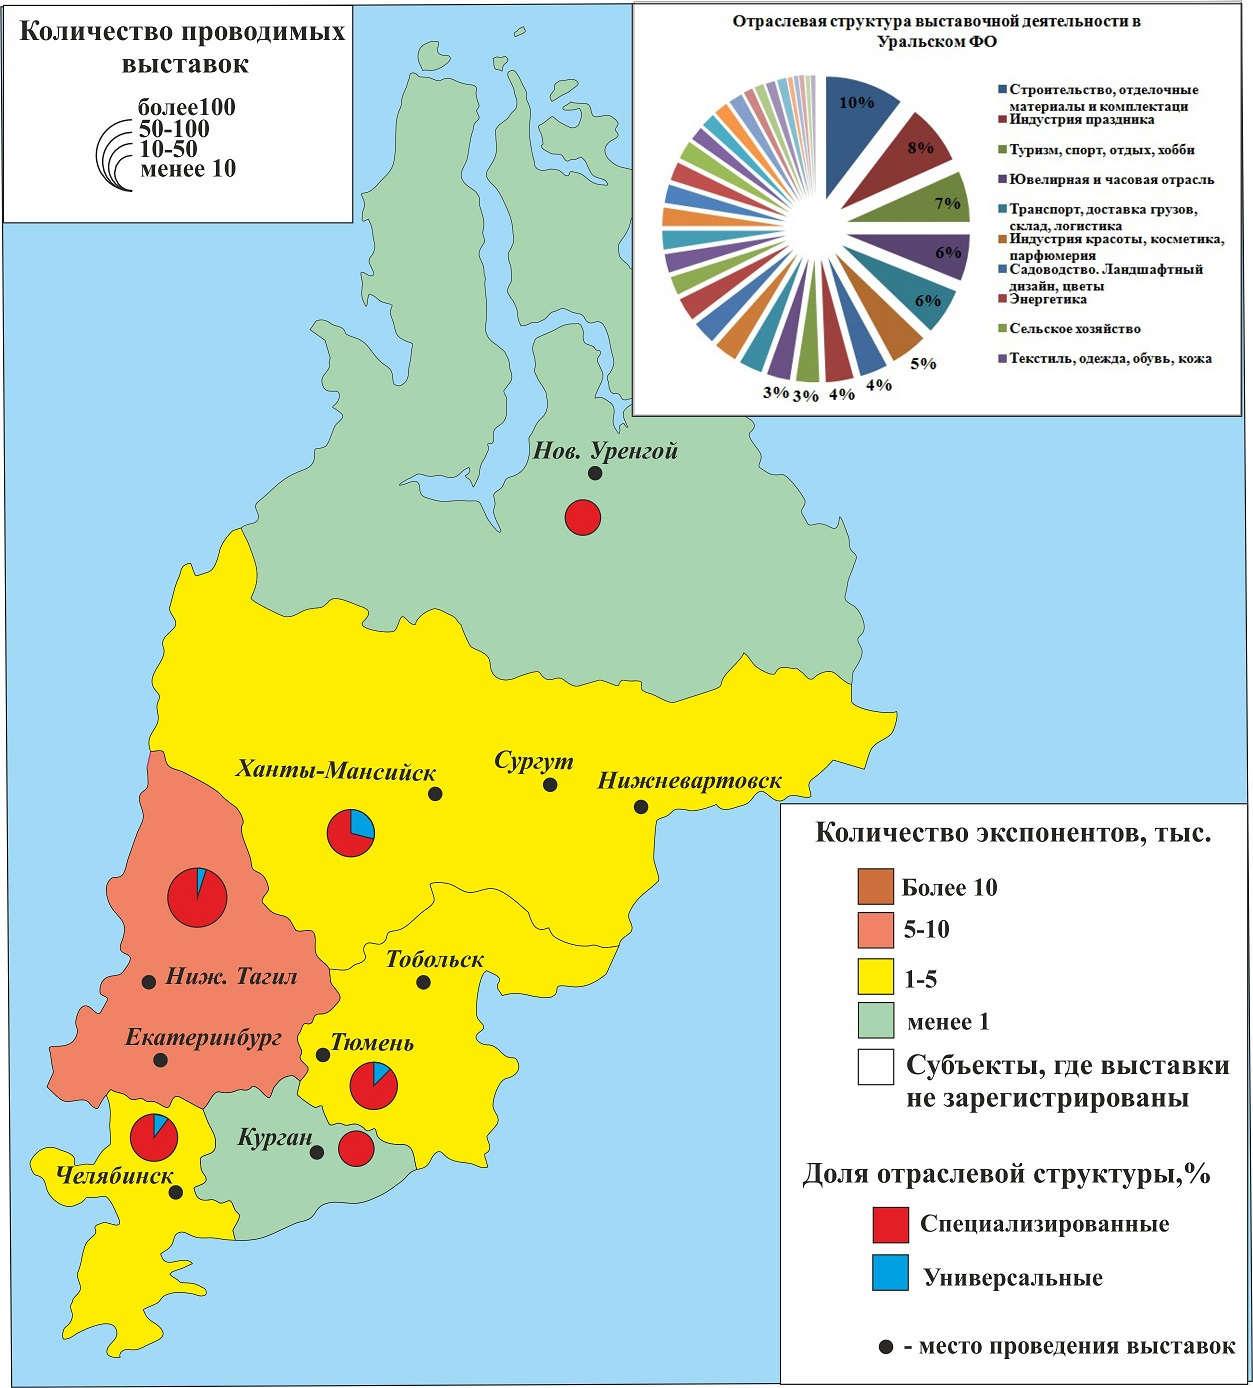 Количество проводимых
выставок
более100
50-100
10-50
менее 10
Отраслевая структура выставочной деятельности в
Уральском ФО
10%
8%
7%
6%
6%
5%
4%
4%
3%
3%
Строительство, отделочные
материалы и комплектаци
Индустрия праздника
Туризм, спорт, отдых, хобби
Ювелирная и часовая отрасль
Транспорт, доставка грузов,
склад, логистика
Индустрия красоты, косметика,
парфюмерия
Садоводство. Ландшафтный
дизайн, цветы
Энергетика
Сельское хозяйство
Текстиль, одежда, обувь, кожа
Нов. Уренгой
Ханты-Мансийск
Сургут
Нижневартовск
Тобольск
Ниж. Тагил
Екатеринбург
Тюмень
Курган
Челябинск
Количество экспонентов, тыс.
Более 10
5-10
1-5
менее 1
Субъекты, где выставки
не зарегистрированы
Доля отраслевой структуры,%
Специализированные
Универсальные
- место проведения выставок